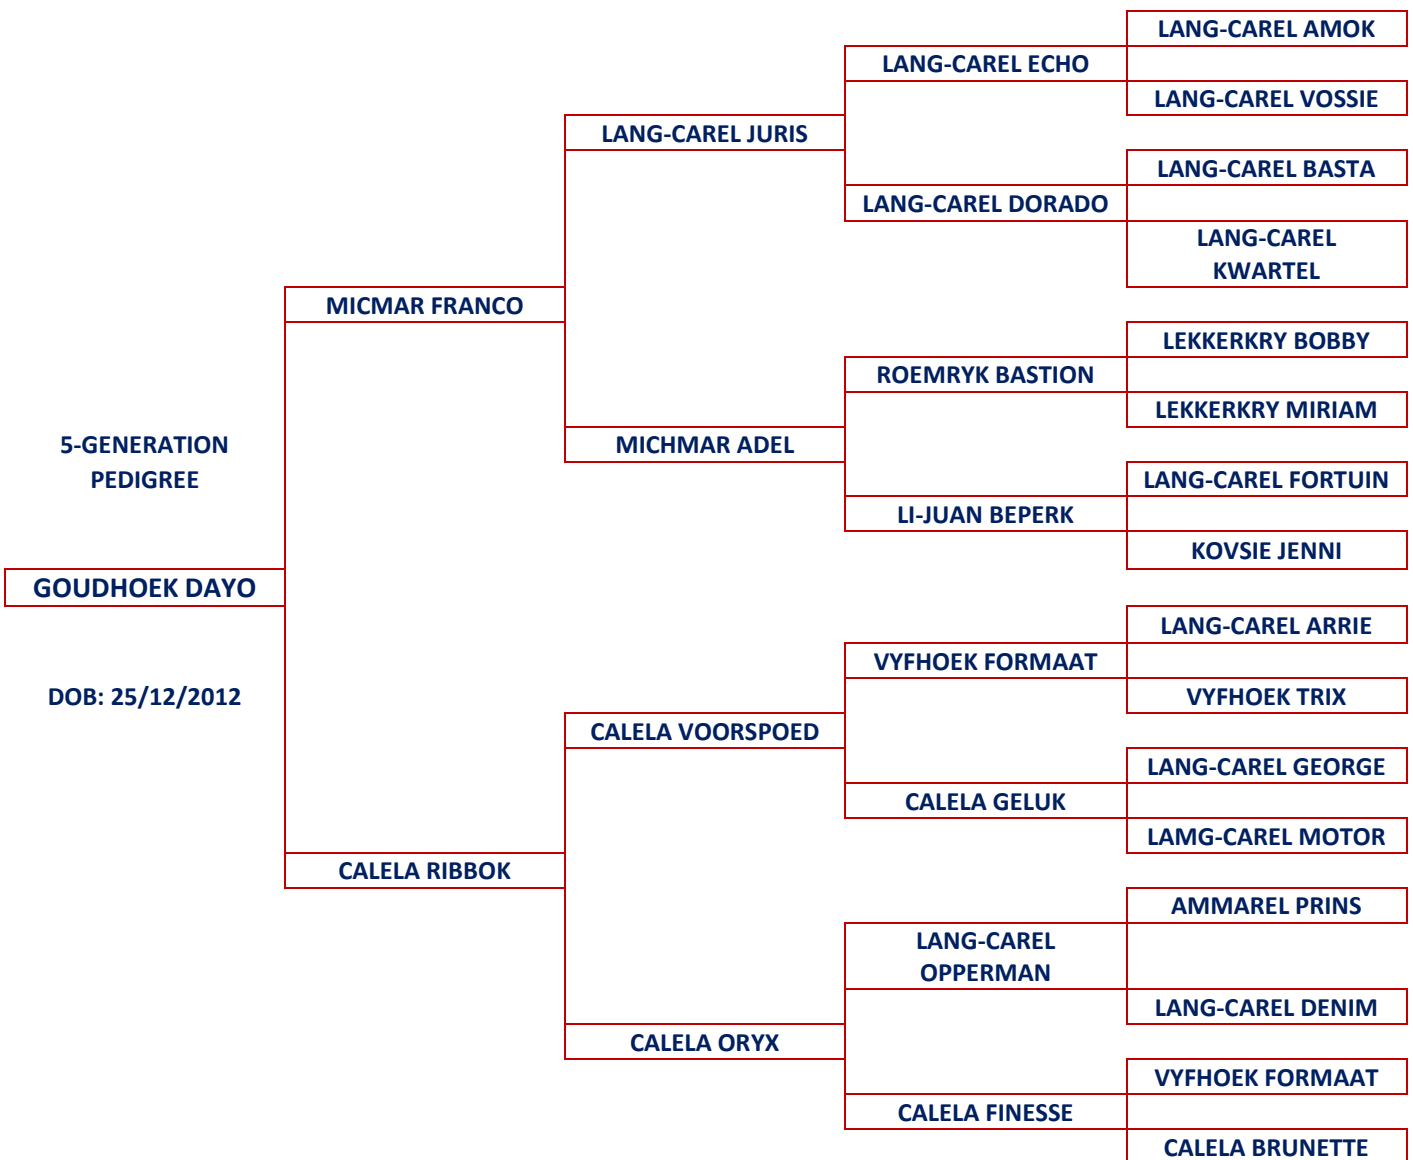 LANG-CAREL AMOK
LANG-CAREL ECHO
LANG-CAREL VOSSIE
LANG-CAREL JURIS
LANG-CAREL BASTA
LANG-CAREL DORADO
LANG-CAREL
KWARTEL
MICMAR FRANCO
LEKKERKRY BOBBY
ROEMRYK BASTION
LEKKERKRY MIRIAM
5-GENERATION
PEDIGREE
MICHMAR ADEL
LANG-CAREL FORTUIN
LI-JUAN BEPERK
KOVSIE JENNI
GOUDHOEK DAYO
LANG-CAREL ARRIE
VYFHOEK FORMAAT
DOB: 25/12/2012
VYFHOEK TRIX
CALELA VOORSPOED
LANG-CAREL GEORGE
CALELA GELUK
LAMG-CAREL MOTOR
CALELA RIBBOK
AMMAREL PRINS
LANG-CAREL
OPPERMAN
LANG-CAREL DENIM
CALELA ORYX
VYFHOEK FORMAAT
CALELA FINESSE
CALELA BRUNETTE